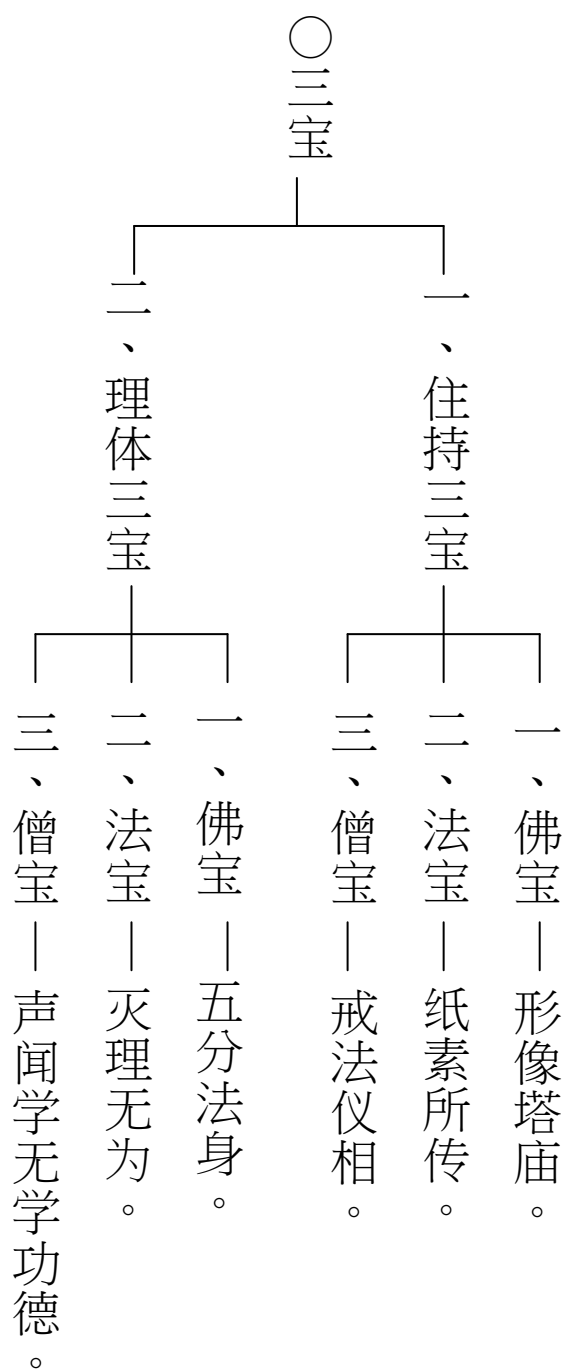 ○三宝
一、住持三宝
一、佛宝—形像塔庙。
二、法宝—纸素所传。
三、僧宝—戒法仪相。
二、理体三宝
一、佛宝—五分法身。
二、法宝—灭理无为。
三、僧宝—声闻学无学功德。